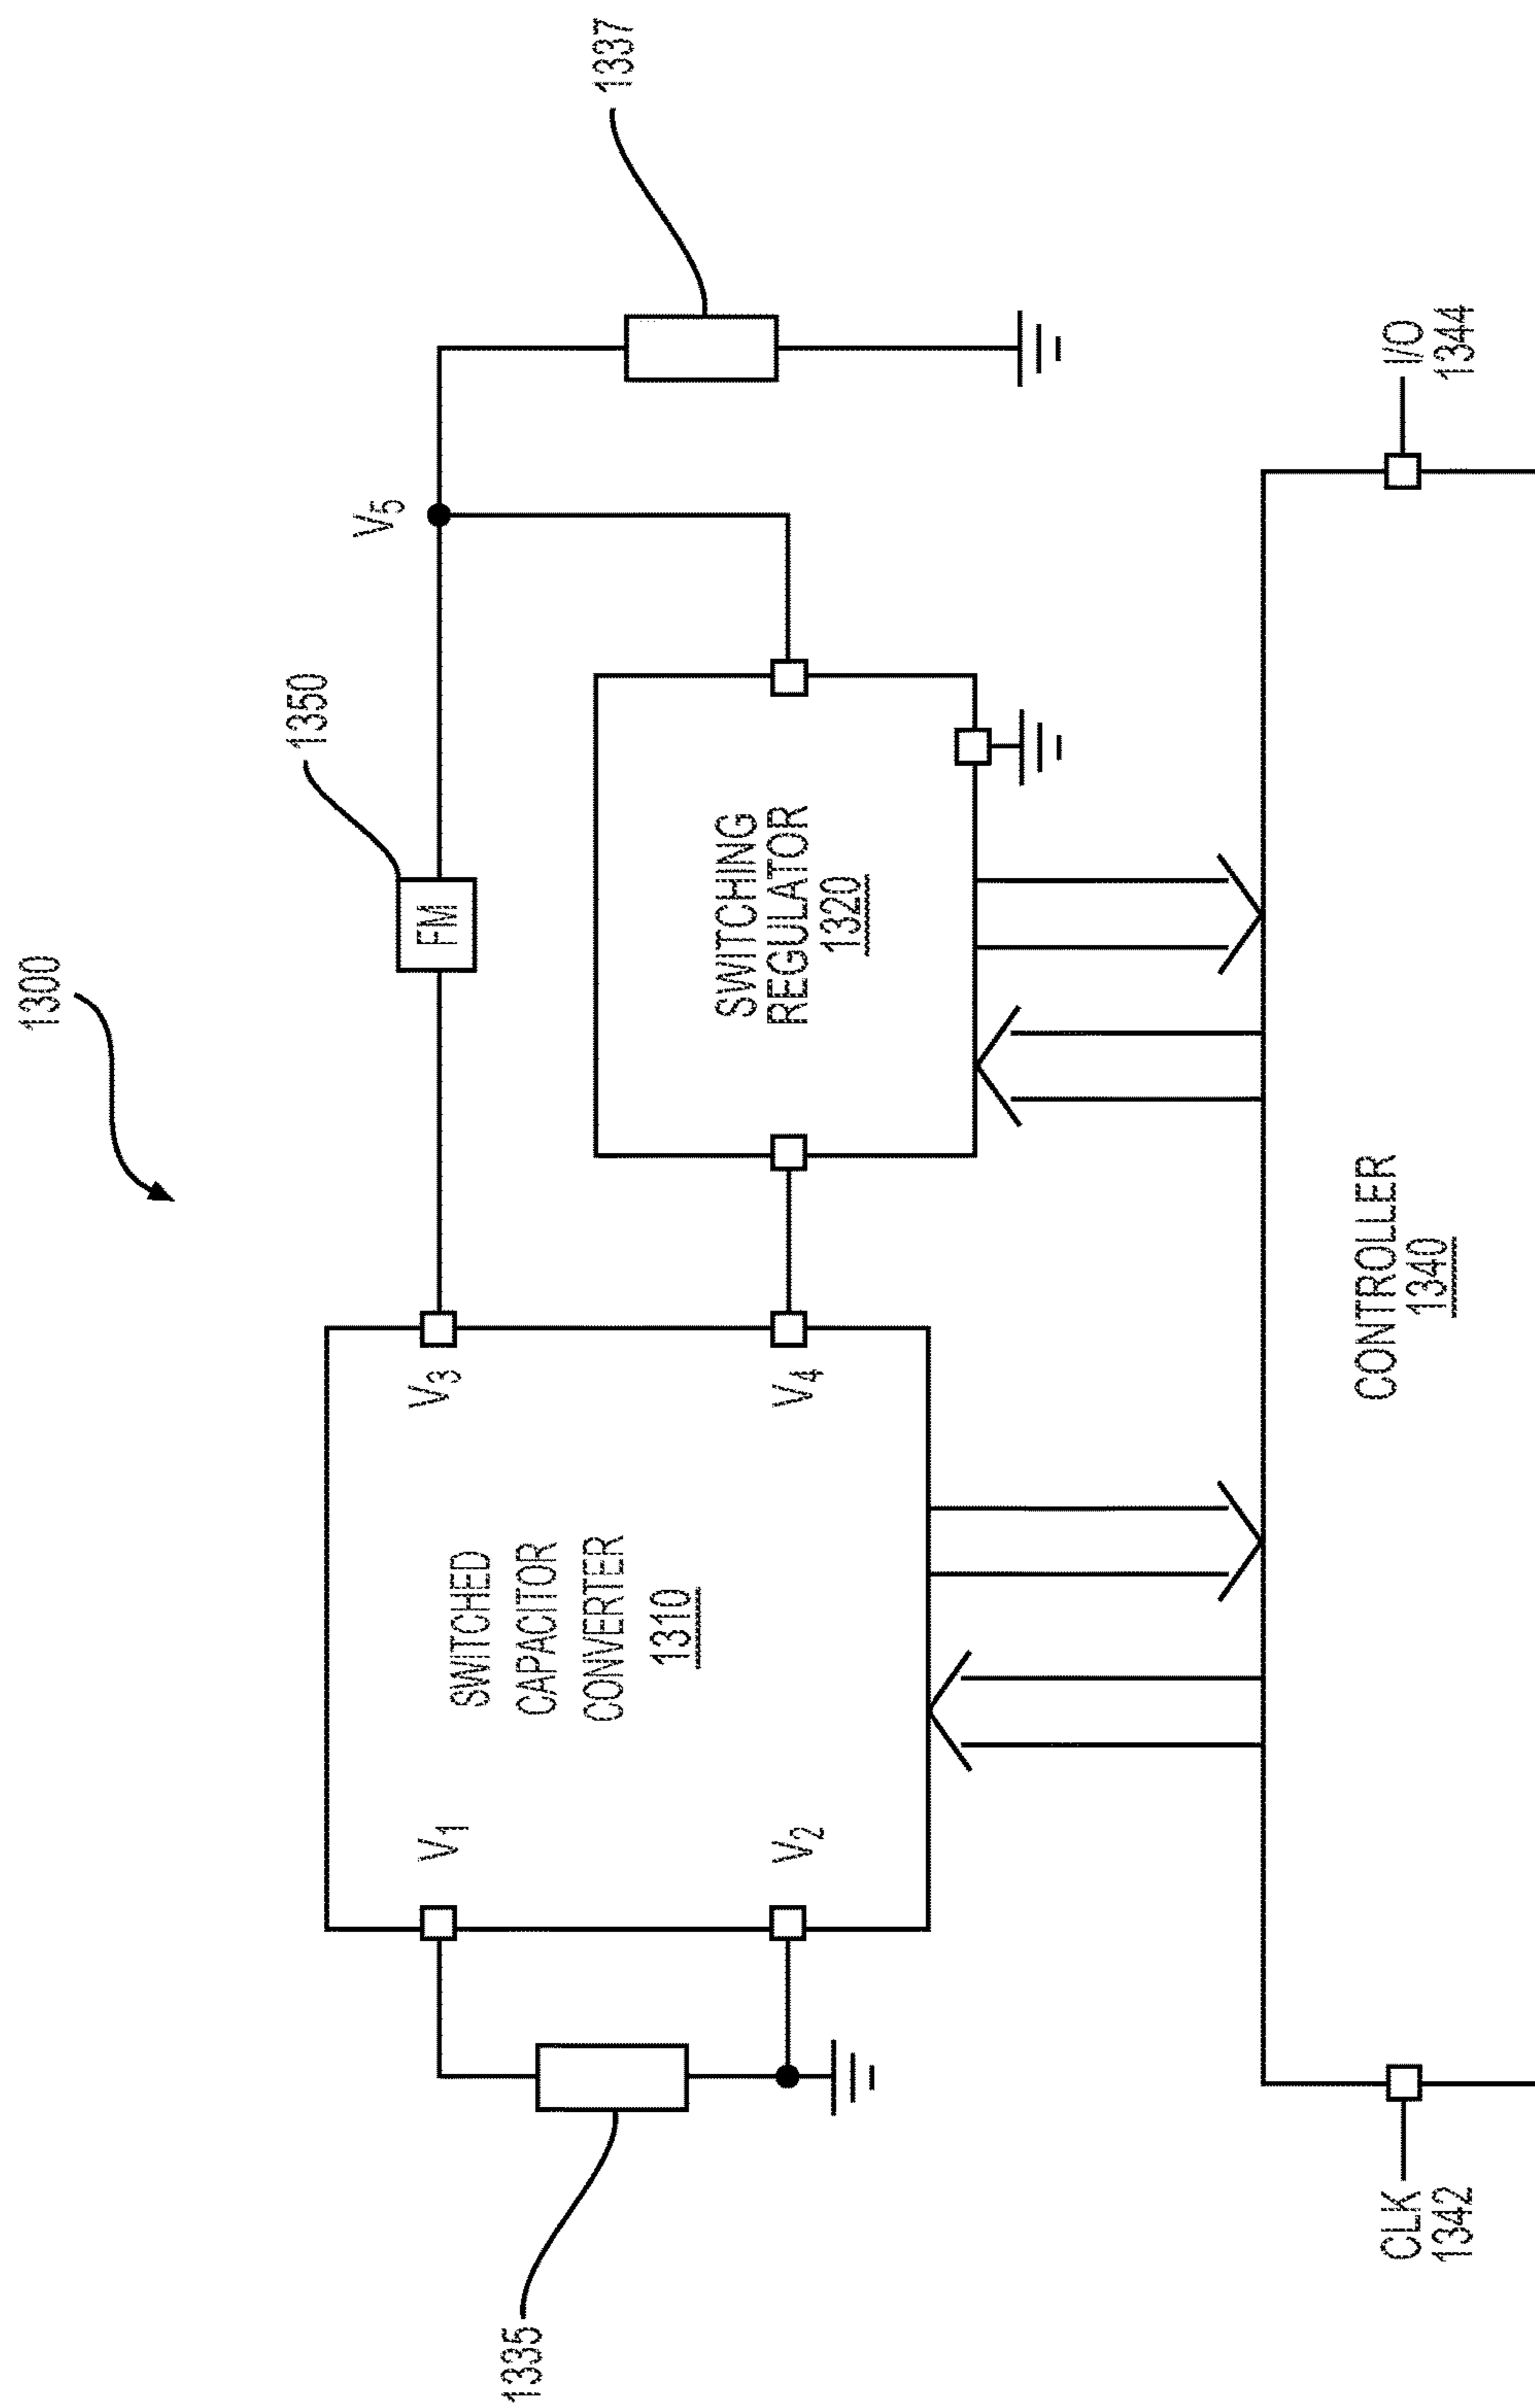 1300
1350
1337
FM
V5
V1
V3
SWITCHED
CAPACITOR
CONVERTER
1310
V2
V4
SWITCHING
REGULATOR
1320
1335
CONTROLLER
1340
CLK
1342
I/O
1344